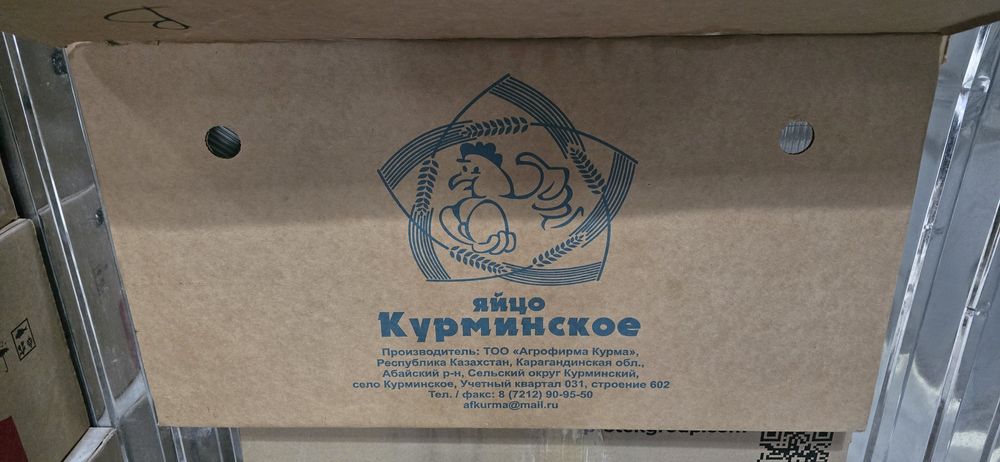 яйцо
Курминское
Производитель: ТОО «Агрофирма Курма»,
Республика Казахстан, Карагандинская обл.,
Абайский р-н, Сельский округ Курминский,
село Курминское, Учетный квартал 031, строение 602
Тел. / факс: 8 (7212) 90-95-50
afkurma@mail.ru